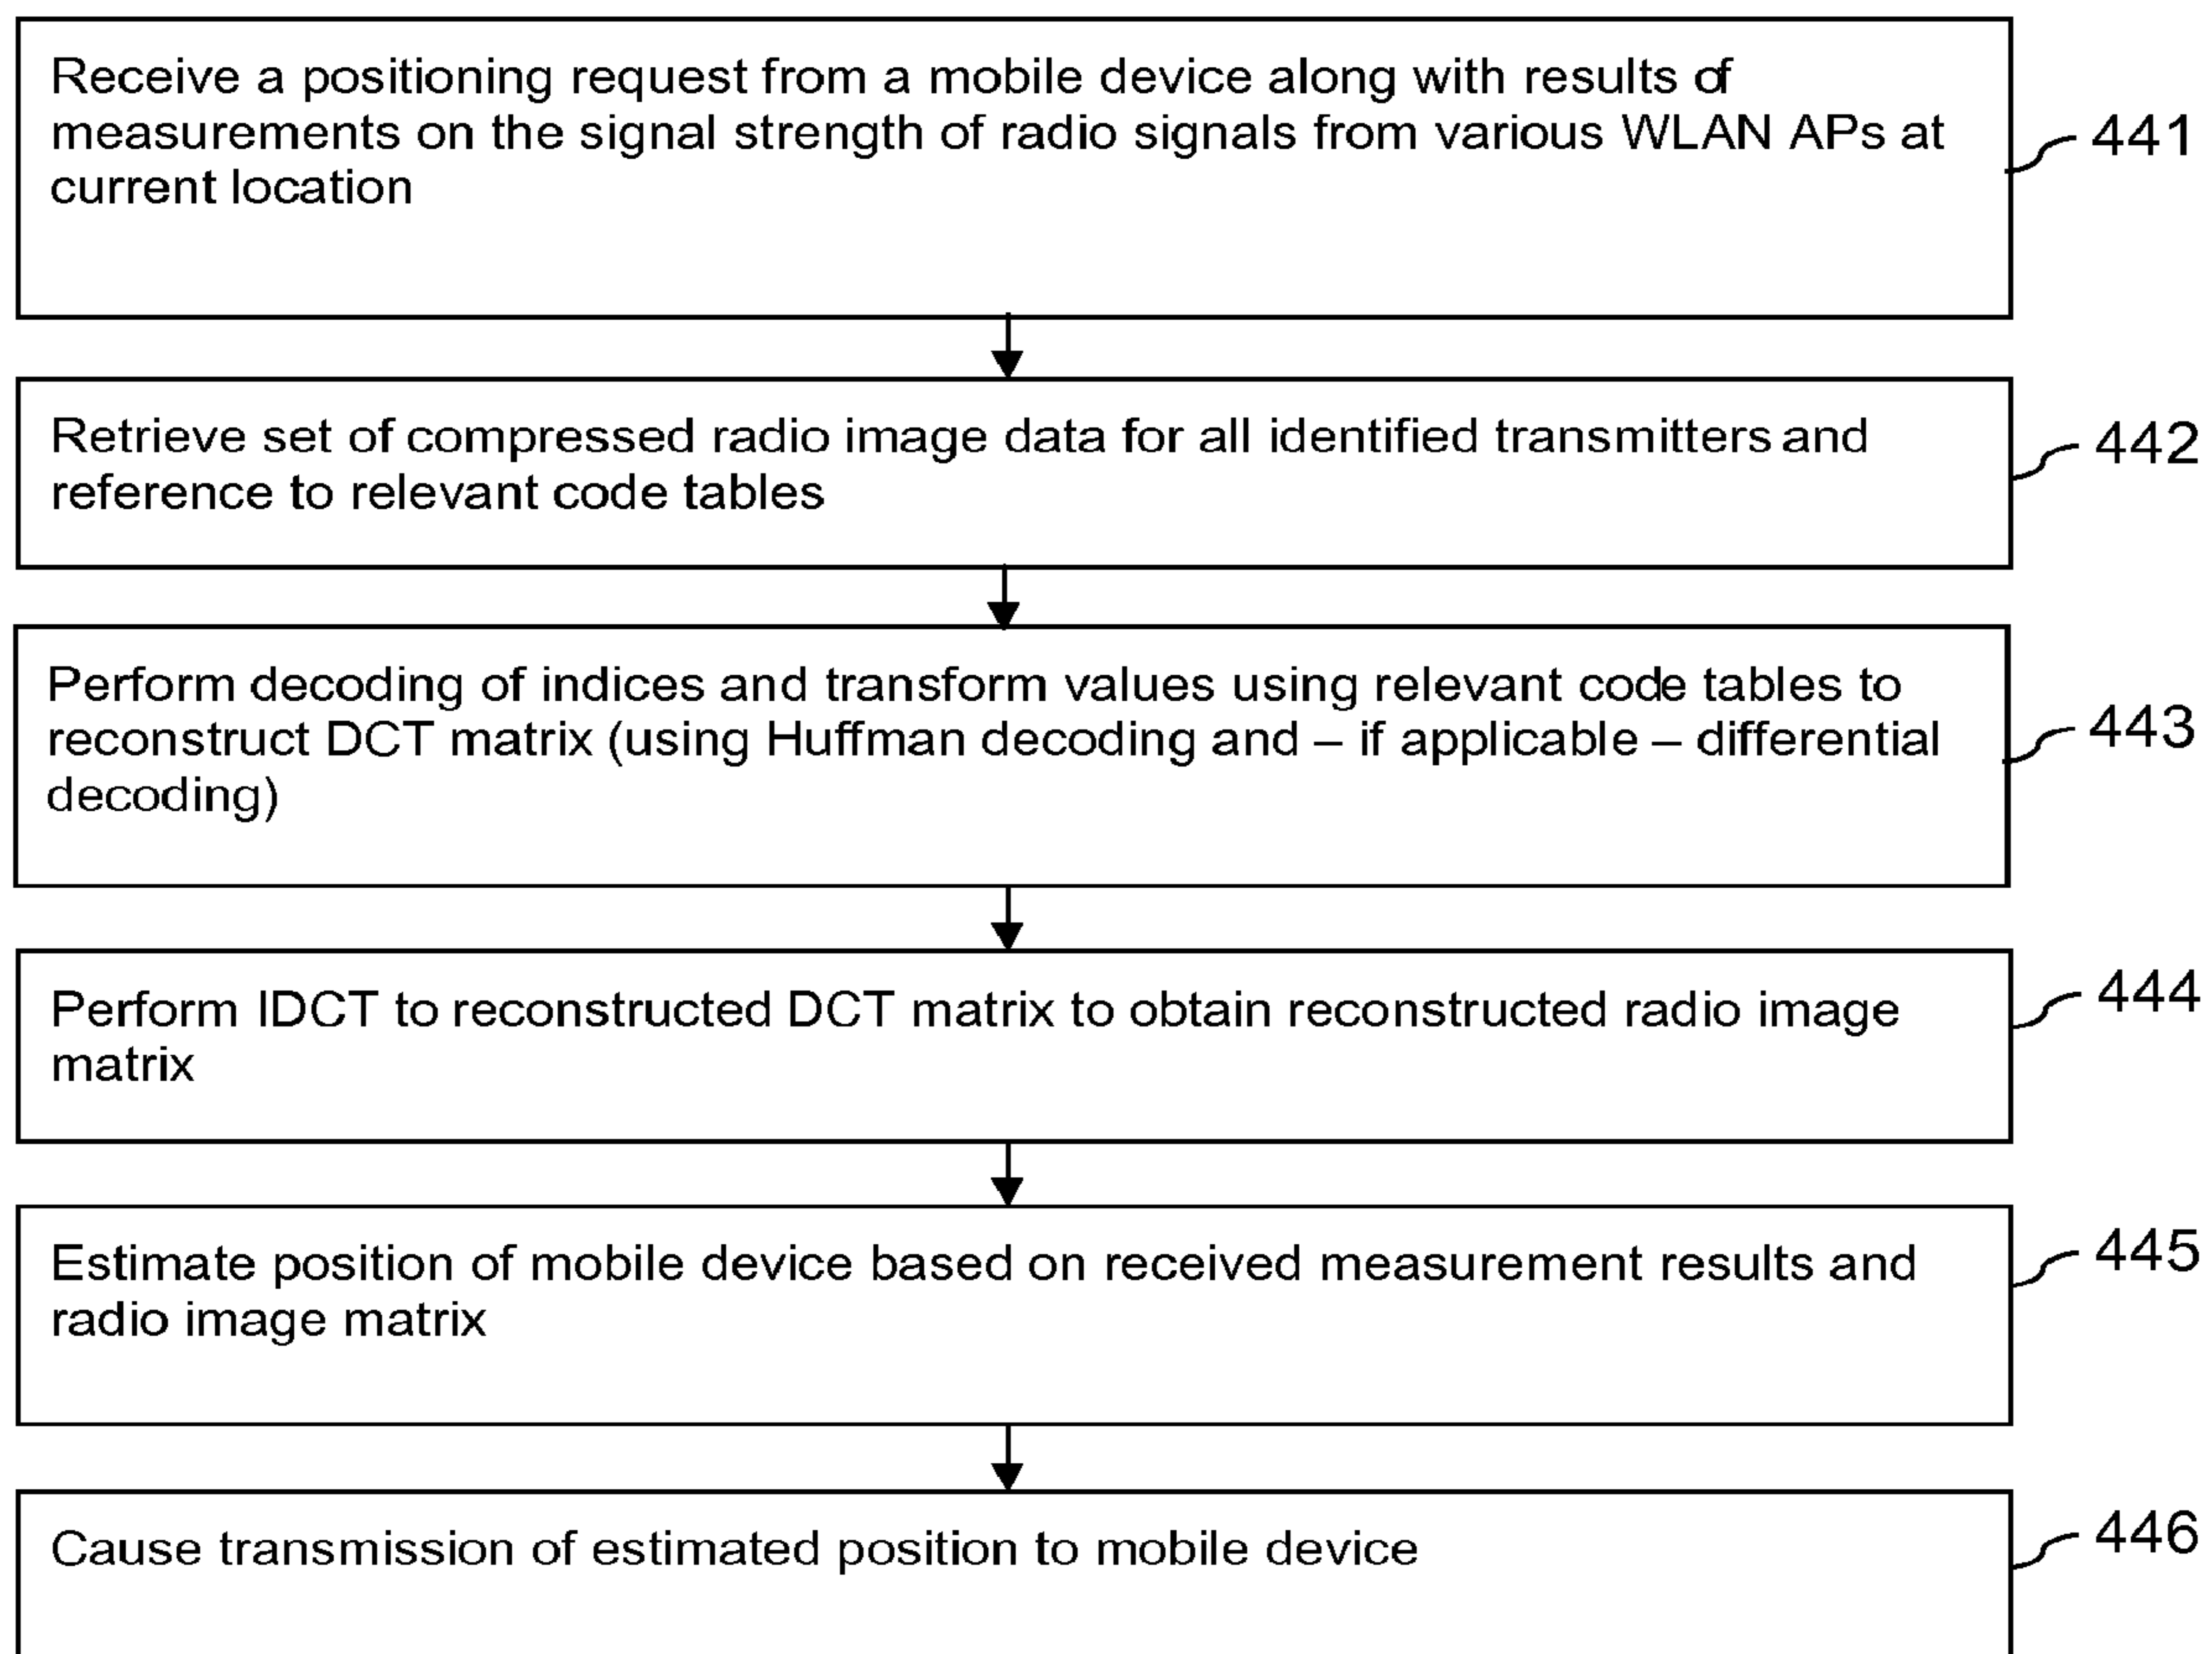 Receive a positioning request from a mobile device along with results of
measurements on the signal strength of radio signals from various WLAN APs at
current location
441
Retrieve set of compressed radio image data for all identified transmitters and
reference to relevant code tables
442
Perform decoding of indices and transform values using relevant code tables to
reconstruct DCT matrix (using Huffman decoding and – if applicable – differential
decoding)
443
Perform IDCT to reconstructed DCT matrix to obtain reconstructed radio image
matrix
444
Estimate position of mobile device based on received measurement results and
radio image matrix
445
Cause transmission of estimated position to mobile device
446